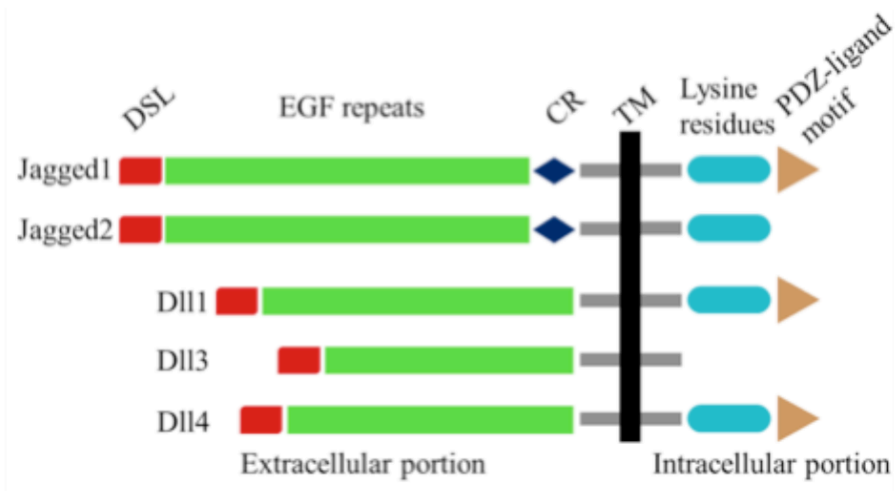 DSL
EGF repeats
CR
TM
Lysine
residues
PDZ-ligand
motif
Jagged1
Jagged2
Dll1
Dll3
Dll4
Extracellular portion
Intracellular portion